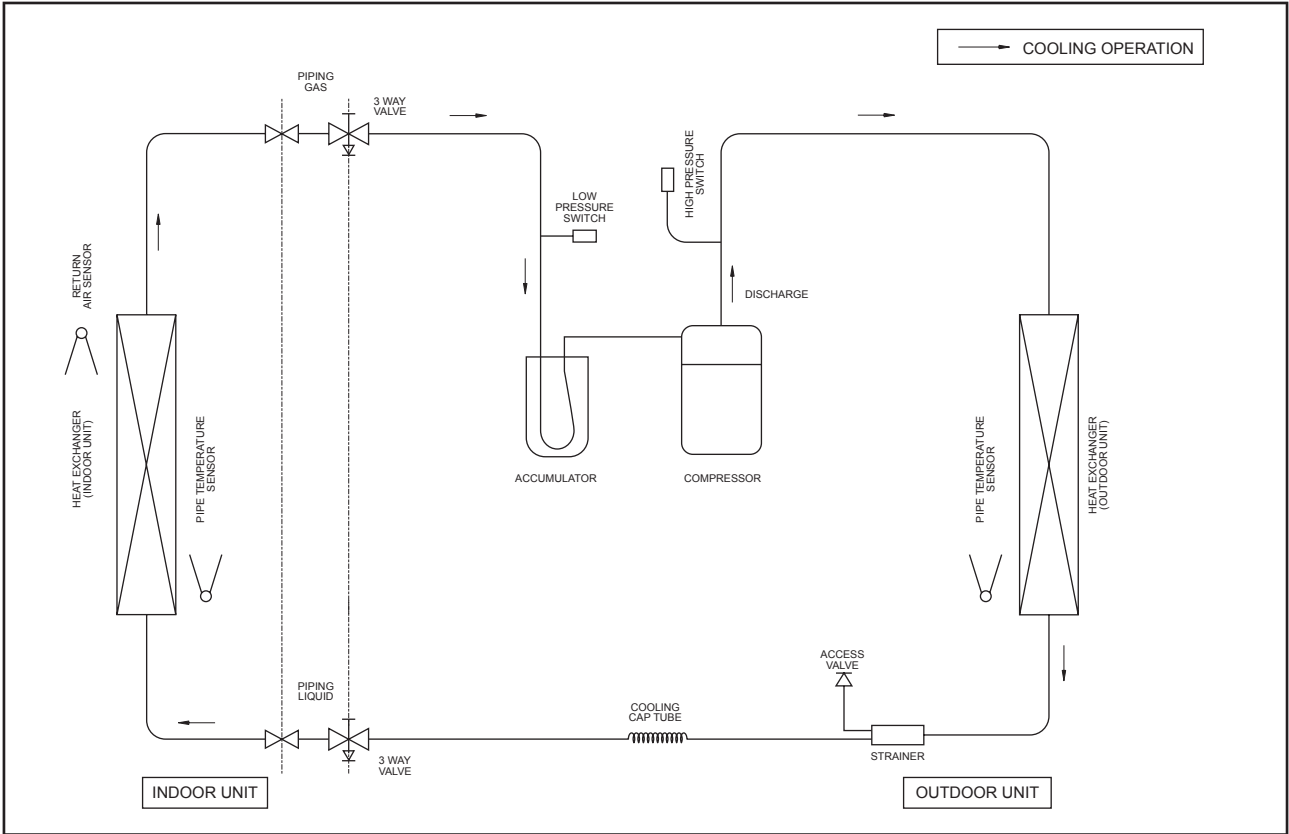 COOLING OPERATION
PIPING
GAS
3 WAY
VALVE
HIGH PRESSURE
SWITCH
LOW
PRESSURE
SWITCH
RETURN
AIR SENSOR
DISCHARGE
HEAT EXCHANGER
(INDOOR UNIT)
PIPE TEMPERATURE
SENSOR
ACCUMULATOR
COMPRESSOR
PIPE TEMPERATURE
SENSOR
HEAT EXCHANGER
(OUTDOOR UNIT)
PIPING
LIQUID
3 WAY
VALVE
COOLING
CAP TUBE
ACCESS
VALVE
STRAINER
INDOOR UNIT
OUTDOOR UNIT